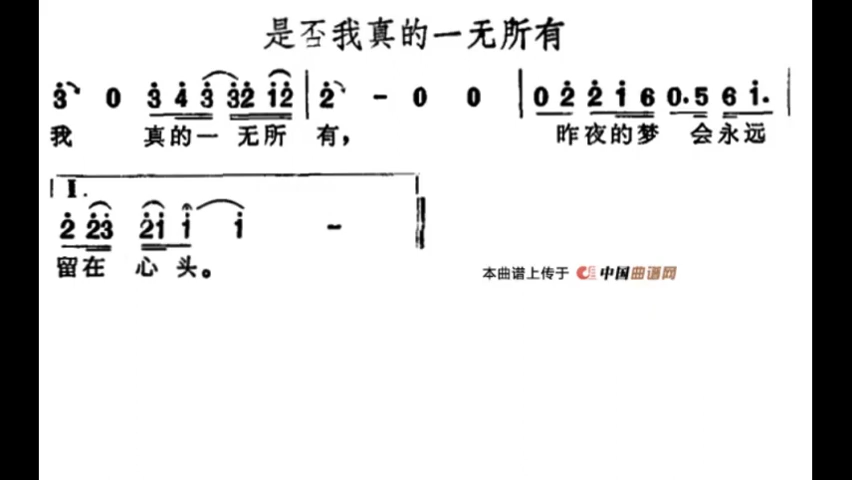 是否我真的一无所有
3 0 3 4 3 3 2 1 2 | 2 - 0 0 | 0 2 2 1 6 0. 5 6 1. |
我 真的一 无所 有， 昨夜的梦 会永远
I.
2 2 3 2 1 1 1 -
留在 心头。
本曲谱上传于 中国曲谱网